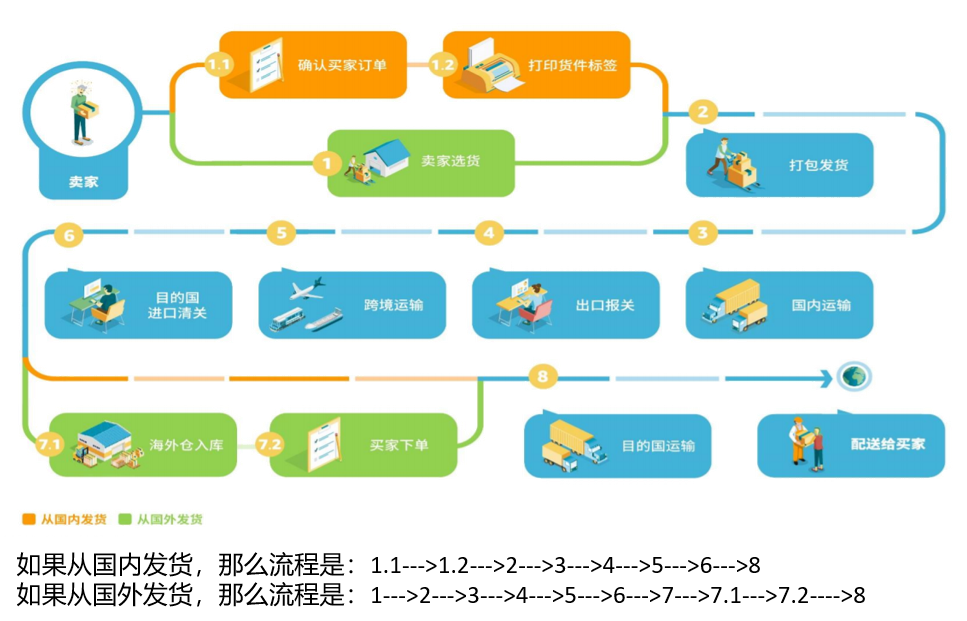 1.1 确认买家订单 1.2 打印货件标签
2
卖家
1 卖家选货
打包发货
6 5 4 3
目的国
进口清关
跨境运输
出口报关
国内运输
8
7.1 海外仓入库 7.2 买家下单
目的国运输
配送给买家
从国内发货 从国外发货
如果从国内发货，那么流程是：1.1--->1.2--->2--->3--->4--->5--->6--->8
如果从国外发货，那么流程是：1--->2--->3--->4--->5--->6--->7--->7.1--->7.2---->8